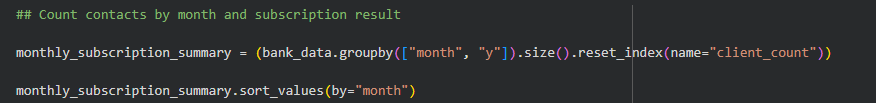 ## Count contacts by month and subscription result
monthly_subscription_summary = (bank_data.groupby(["month", "y"]).size().reset_index(name="client_count"))
monthly_subscription_summary.sort_values(by="month")